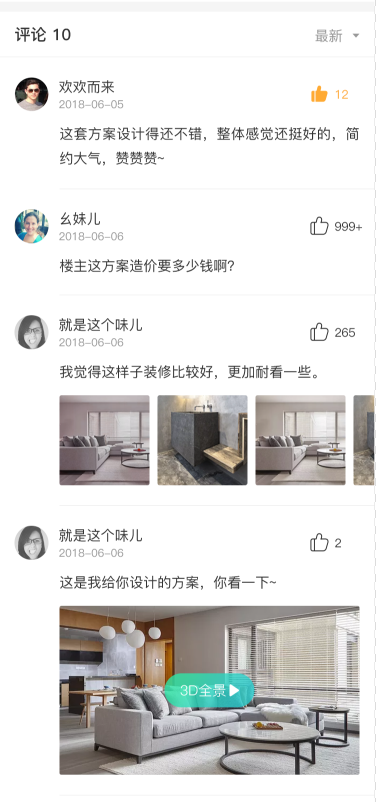 评论 10
最新
欢欢而来
12
2018-06-05
这套方案设计得还不错，整体感觉还挺好的，简
约大气，赞赞赞~
幺妹儿
999+
2018-06-06
楼主这方案造价要多少钱啊?
就是这个味儿
265
2018-06-06
我觉得这样子装修比较好，更加耐看一些。
就是这个味儿
2
2018-06-06
这是我给你设计的方案，你看一下~
3D全景